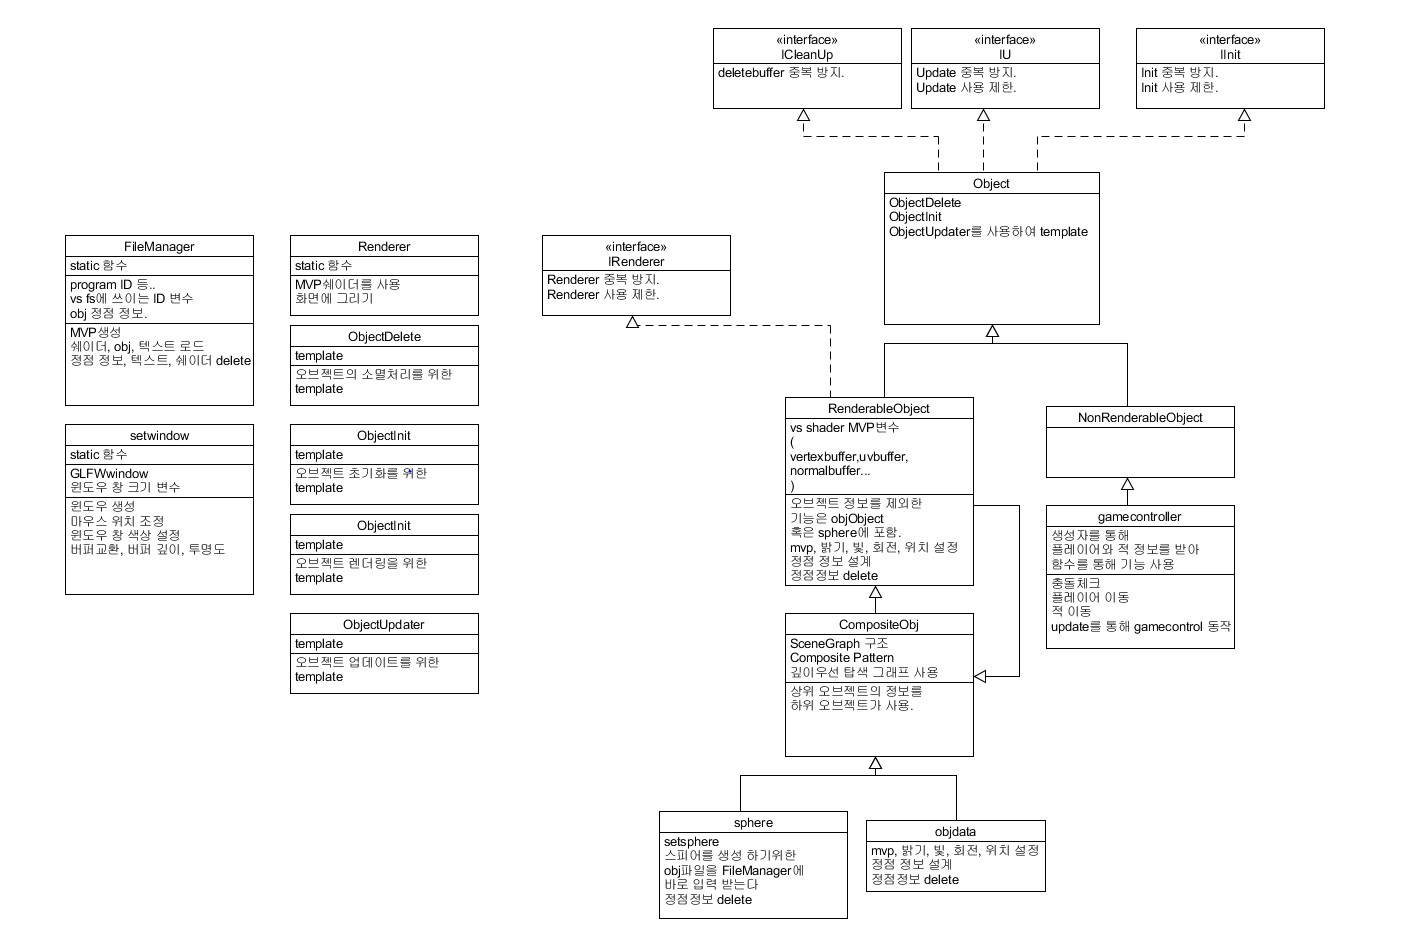 «interface»
ICleanUp
deletebuffer 중복 방지.
«interface»
IU
Update 중복 방지.
Update 사용 제한.
«interface»
IInit
Init 중복 방지.
Init 사용 제한.
Object
ObjectDelete
ObjectInit
ObjectUpdater를 사용하여 template
FileManager
static 함수
program ID 등..
vs fs에 쓰이는 ID 변수
obj 정점 정보.
MVP생성
쉐이더, obj, 텍스트 로드
정점 정보, 텍스트, 쉐이더 delete
Renderer
static 함수
MVP쉐이더를 사용
화면에 그리기
«interface»
IRenderer
Renderer 중복 방지.
Renderer 사용 제한.
ObjectDelete
template
오브젝트의 소멸처리를 위한
template
setwindow
static 함수
GLFWwindow
윈도우 창 크기 변수
윈도우 생성
마우스 위치 조정
윈도우 창 색상 설정
버퍼교환, 버퍼 깊이, 투명도
ObjectInit
template
오브젝트 초기화를 위한
template
ObjectInit
template
오브젝트 렌더링을 위한
template
ObjectUpdater
template
오브젝트 업데이트를 위한
template
RenderableObject
vs shader MVP변수
(
vertexbuffer,uvbuffer,
normalbuffer...
)
오브젝트 정보를 제외한
기능은 objObject
혹은 sphere에 포함.
mvp, 밝기, 빛, 회전, 위치 설정
정점 정보 설계
정점정보 delete
NonRenderableObject
gamecontroller
생성자를 통해
플레이어와 적 정보를 받아
함수를 통해 기능 사용
충돌체크
플레이어 이동
적 이동
update를 통해 gamecontrol 동작
CompositeObj
SceneGraph 구조
Composite Pattern
깊이우선 탐색 그래프 사용
상위 오브젝트의 정보를
하위 오브젝트가 사용.
sphere
setsphere
스피어를 생성 하기위한
obj파일을 FileManager에
바로 입력 받는다
정점정보 delete
objdata
mvp, 밝기, 빛, 회전, 위치 설정
정점 정보 설계
정점정보 delete